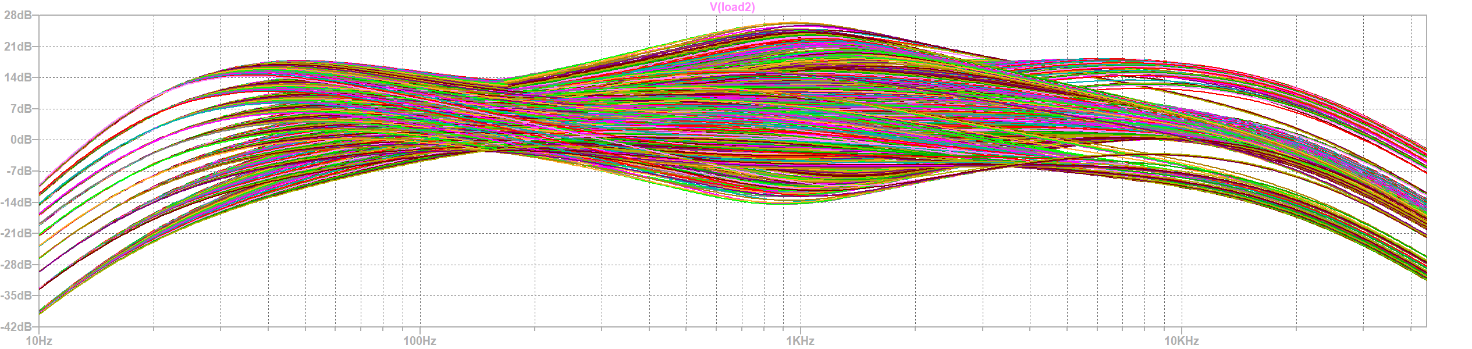 V(load2)
28dB
21dB
14dB
7dB
0dB
-7dB
-14dB
-21dB
-28dB
-35dB
-42dB
10Hz 100Hz 1KHz 10KHz